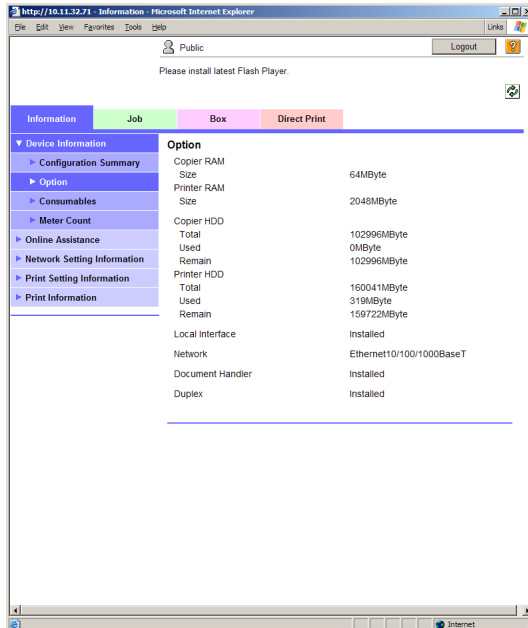 http://10.11.32.71 - Information - Microsoft Internet Explorer
File Edit View Favorites Tools Help Links
Public Logout ?
Please install latest Flash Player.
Information Job Box Direct Print
Device Information
Configuration Summary
Option
Consumables
Meter Count
Online Assistance
Network Setting Information
Print Setting Information
Print Information
Option
Copier RAM
Size 64MByte
Printer RAM
Size 2048MByte
Copier HDD
Total 102996MByte
Used 0MByte
Remain 102996MByte
Printer HDD
Total 160041MByte
Used 319MByte
Remain 159722MByte
Local Interface Installed
Network Ethernet10/100/1000BaseT
Document Handler Installed
Duplex Installed
Internet